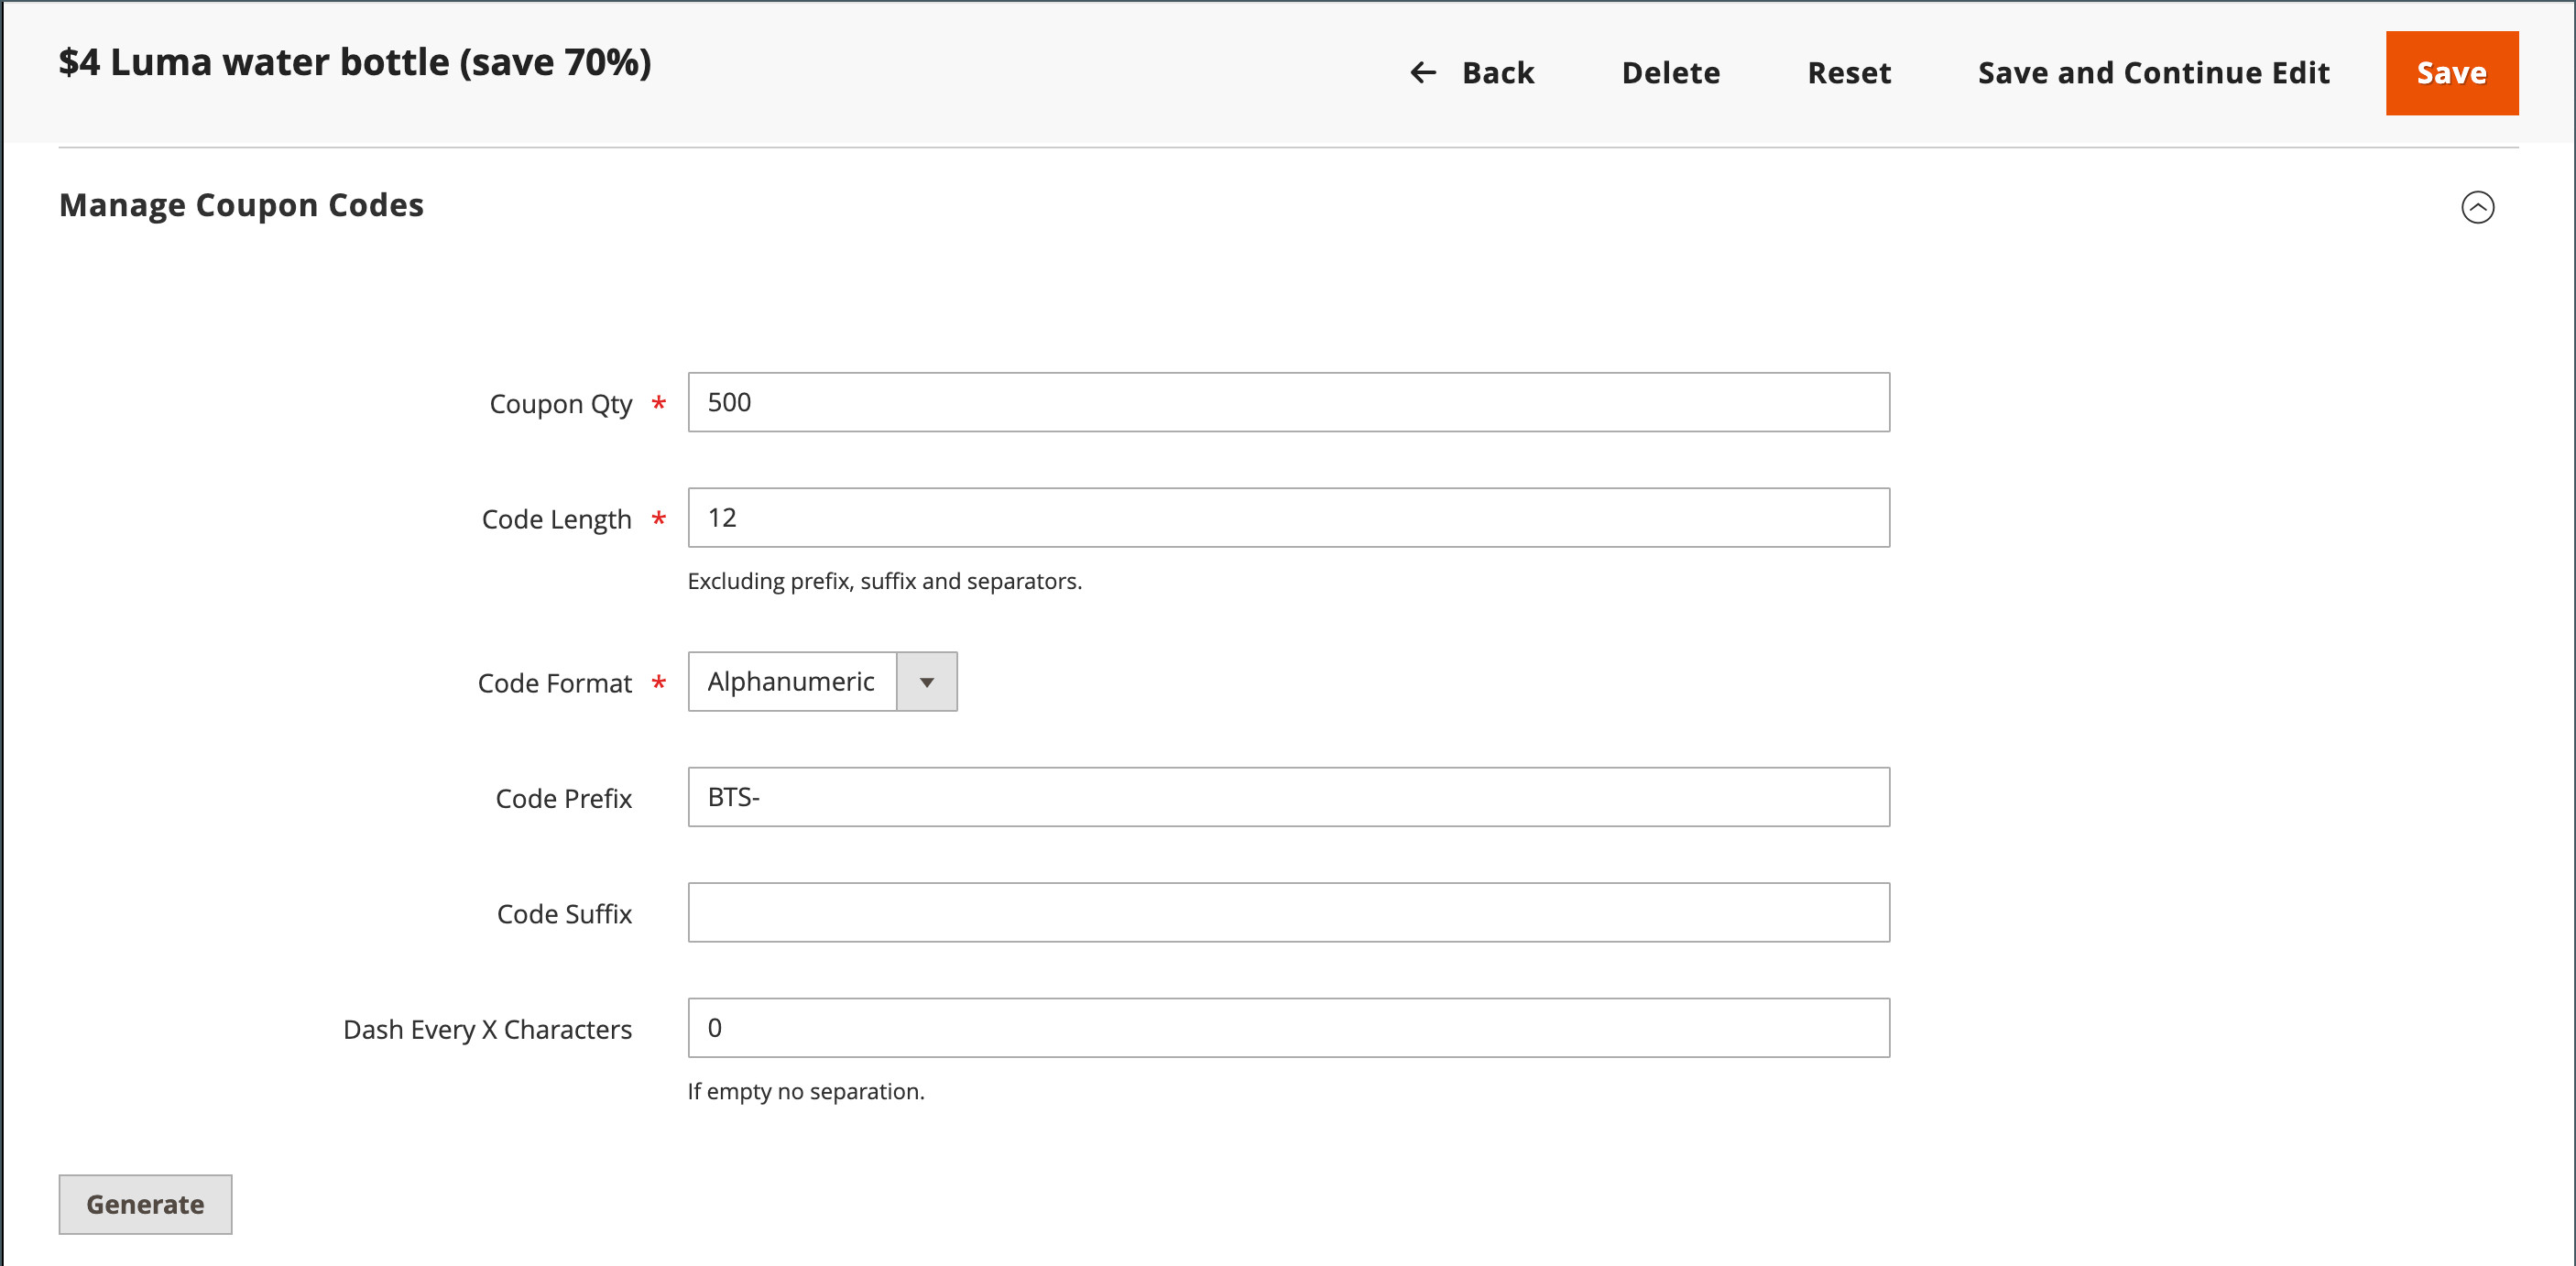 $4 Luma water bottle (save 70%)
← Back Delete Reset Save and Continue Edit Save
Manage Coupon Codes
Coupon Qty * 500
Code Length * 12
Excluding prefix, suffix and separators.
Code Format * Alphanumeric
Code Prefix BTS-
Code Suffix
Dash Every X Characters 0
If empty no separation.
Generate